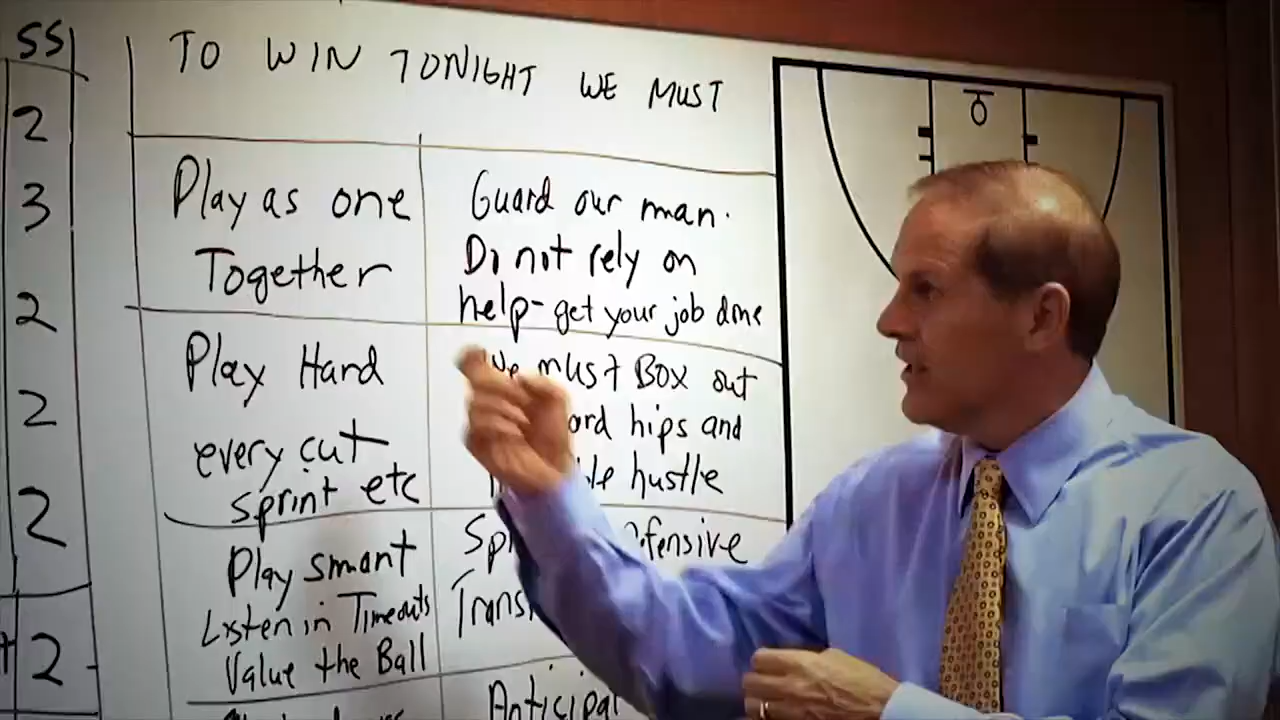 SS
2
3
2
2
2
2
TO WIN TONIGHT WE MUST
Play as one
Together
Guard our man.
Do not rely on
help - get your job done
Play Hard
every cut
sprint etc
must Box out
hips and
hustle
Play smart
Listen in Timeouts
Value the Ball